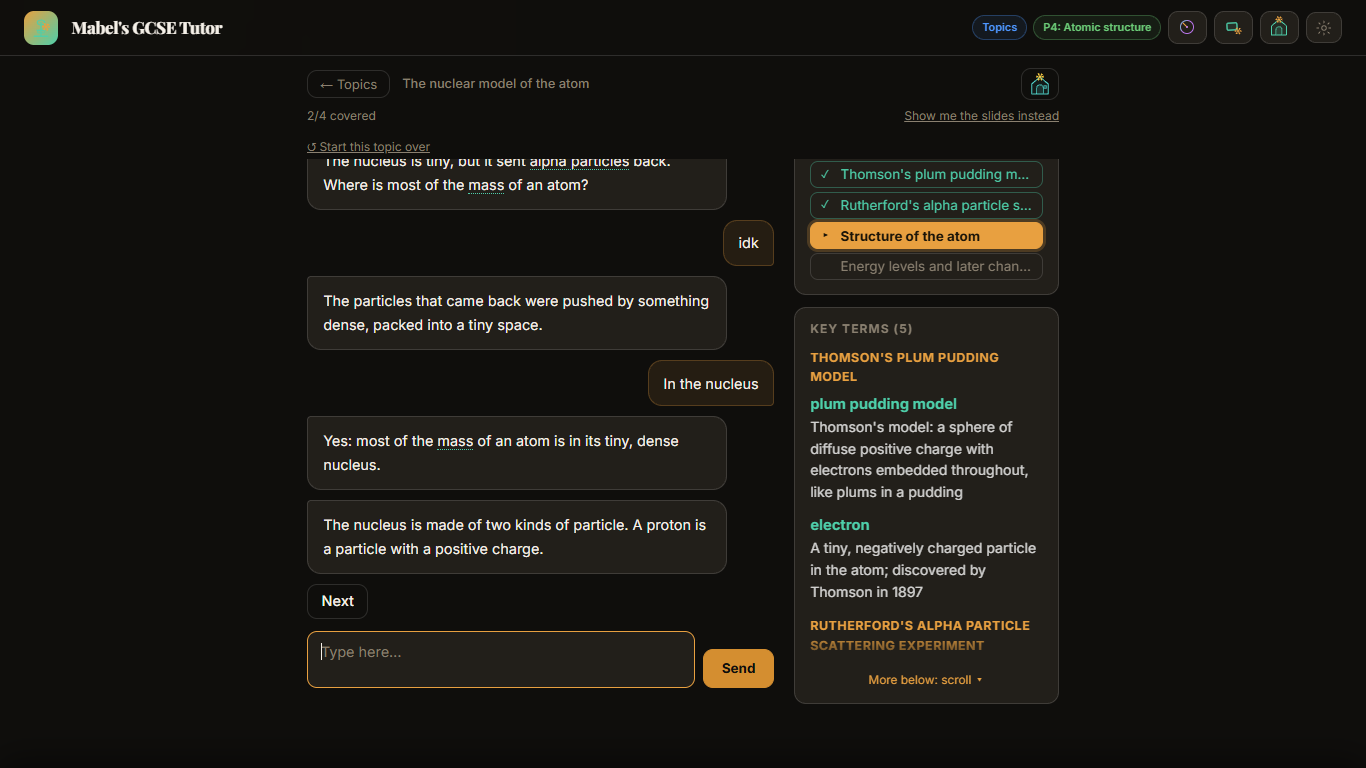 Mabel's GCSE Tutor
Topics
P4: Atomic structure
← Topics
The nuclear model of the atom
2/4 covered
Show me the slides instead
↺ Start this topic over
The nucleus is tiny, but it sent alpha particles back.
Where is most of the mass of an atom?
idk
The particles that came back were pushed by something
dense, packed into a tiny space.
In the nucleus
Yes: most of the mass of an atom is in its tiny, dense
nucleus.
The nucleus is made of two kinds of particle. A proton is
a particle with a positive charge.
Next
Type here...
Send
✓ Thomson's plum pudding m...
✓ Rutherford's alpha particle s...
▸ Structure of the atom
Energy levels and later chan...
KEY TERMS (5)
THOMSON'S PLUM PUDDING
MODEL
plum pudding model
Thomson's model: a sphere of
diffuse positive charge with
electrons embedded throughout,
like plums in a pudding
electron
A tiny, negatively charged particle
in the atom; discovered by
Thomson in 1897
RUTHERFORD'S ALPHA PARTICLE
SCATTERING EXPERIMENT
More below: scroll ▾